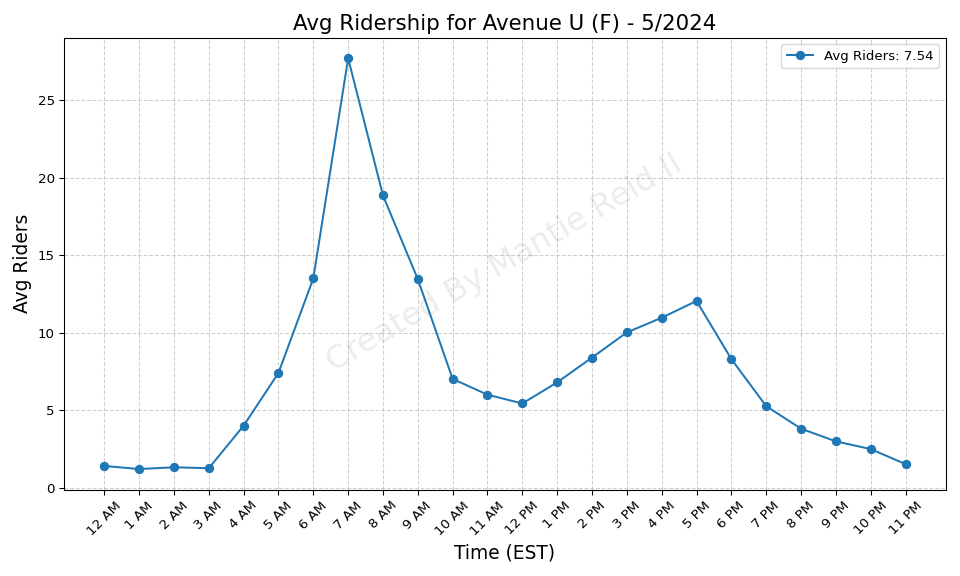 Avg Ridership for Avenue U (F) - 5/2024
Avg Riders: 7.54
Avg Riders
25
20
15
10
5
0
Created By Mantle Reid II
12 AM
1 AM
2 AM
3 AM
4 AM
5 AM
6 AM
7 AM
8 AM
9 AM
10 AM
11 AM
12 PM
1 PM
2 PM
3 PM
4 PM
5 PM
6 PM
7 PM
8 PM
9 PM
10 PM
11 PM
Time (EST)